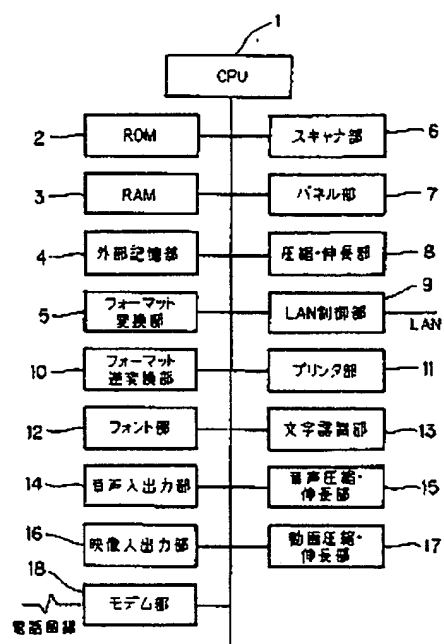 1
CPU
2
ROM
スキャナ部
6
3
RAM
パネル部
7
4
外部記憶部
圧縮・伸長部
8
5
フォーマット
変換部
LAN制御部
9
LAN
10
フォーマット
逆変換部
プリンタ部
11
12
フォント部
文字認識部
13
14
音声入出力部
音声圧縮・
伸長部
15
16
映像入出力部
動画圧縮・
伸長部
17
18
モデム部
電話回線